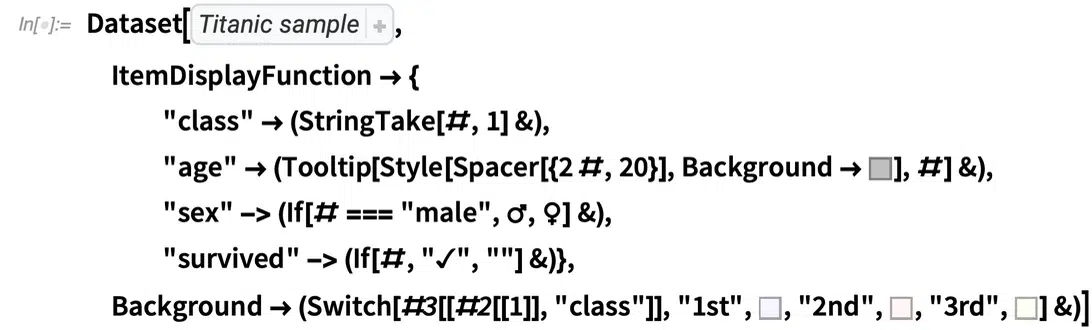 In[•]:= Dataset[Titanic sample +,
ItemDisplayFunction → {
"class" → (StringTake[#, 1] &),
"age" → (Tooltip[Style[Spacer[{2 #, 20}], Background → ], #] &),
"sex" -> (If[# === "male", ♂, ♀] &),
"survived" -> (If[#, "✓", ""] &)},
Background → (Switch[#3[[#2[[1]], "class"]], "1st", , "2nd", , "3rd", ] &)]